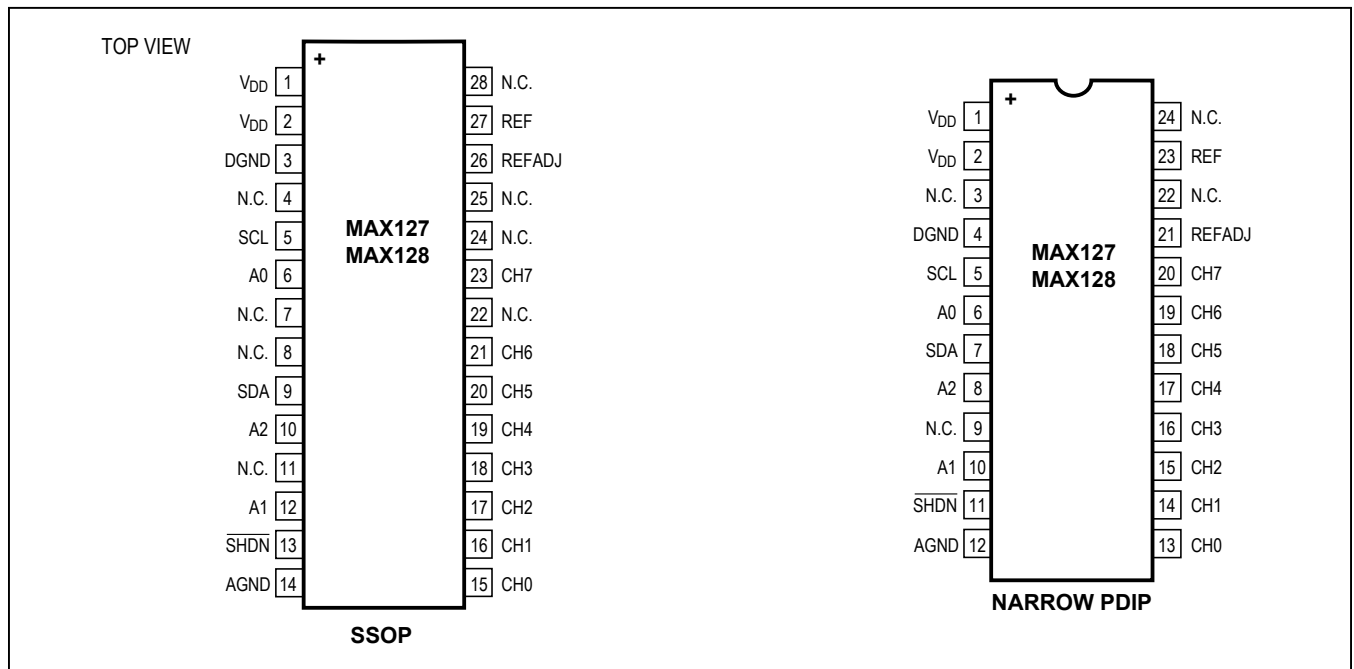 TOP VIEW
+
VDD 1
VDD 2
DGND 3
N.C. 4
SCL 5
A0 6
N.C. 7
N.C. 8
SDA 9
A2 10
N.C. 11
A1 12
SHDN 13
AGND 14
MAX127
MAX128
28 N.C.
27 REF
26 REFADJ
25 N.C.
24 N.C.
23 CH7
22 N.C.
21 CH6
20 CH5
19 CH4
18 CH3
17 CH2
16 CH1
15 CH0
SSOP
+
VDD 1
VDD 2
N.C. 3
DGND 4
SCL 5
A0 6
SDA 7
A2 8
N.C. 9
A1 10
SHDN 11
AGND 12
MAX127
MAX128
24 N.C.
23 REF
22 N.C.
21 REFADJ
20 CH7
19 CH6
18 CH5
17 CH4
16 CH3
15 CH2
14 CH1
13 CH0
NARROW PDIP